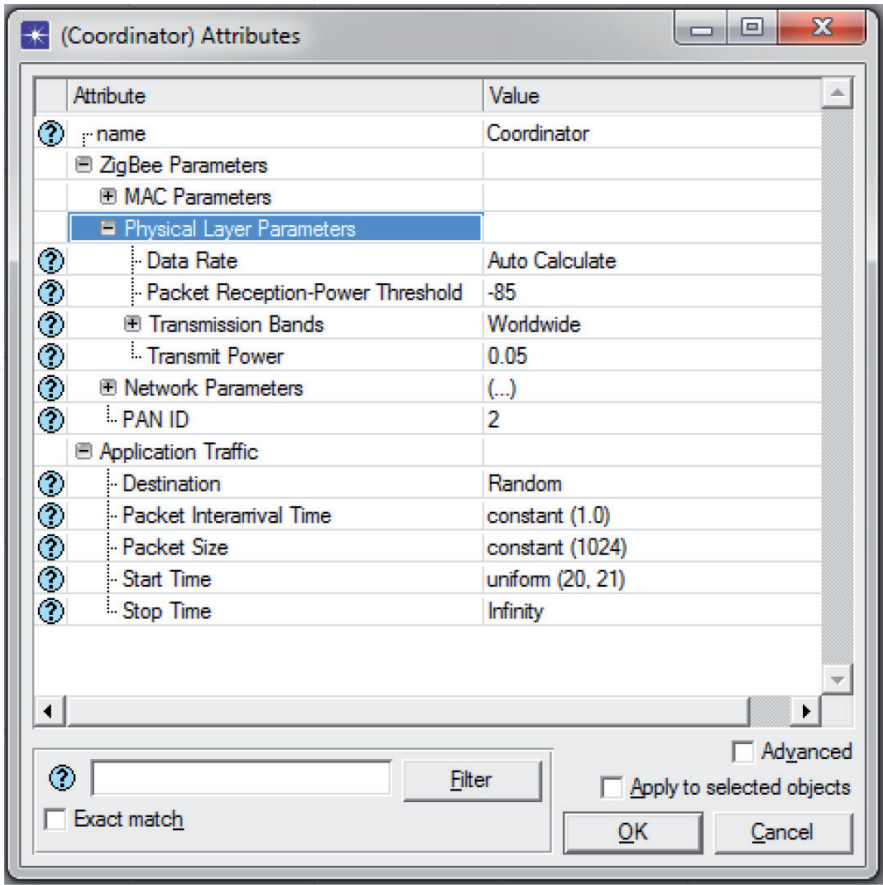 (Coordinator) Attributes
Attribute Value
name Coordinator
ZigBee Parameters
MAC Parameters
Physical Layer Parameters
Data Rate Auto Calculate
Packet Reception-Power Threshold -85
Transmission Bands Worldwide
Transmit Power 0.05
Network Parameters (...)
PAN ID 2
Application Traffic
Destination Random
Packet Interarrival Time constant (1.0)
Packet Size constant (1024)
Start Time uniform (20, 21)
Stop Time Infinity
Advanced
Filter
Apply to selected objects
Exact match
OK Cancel